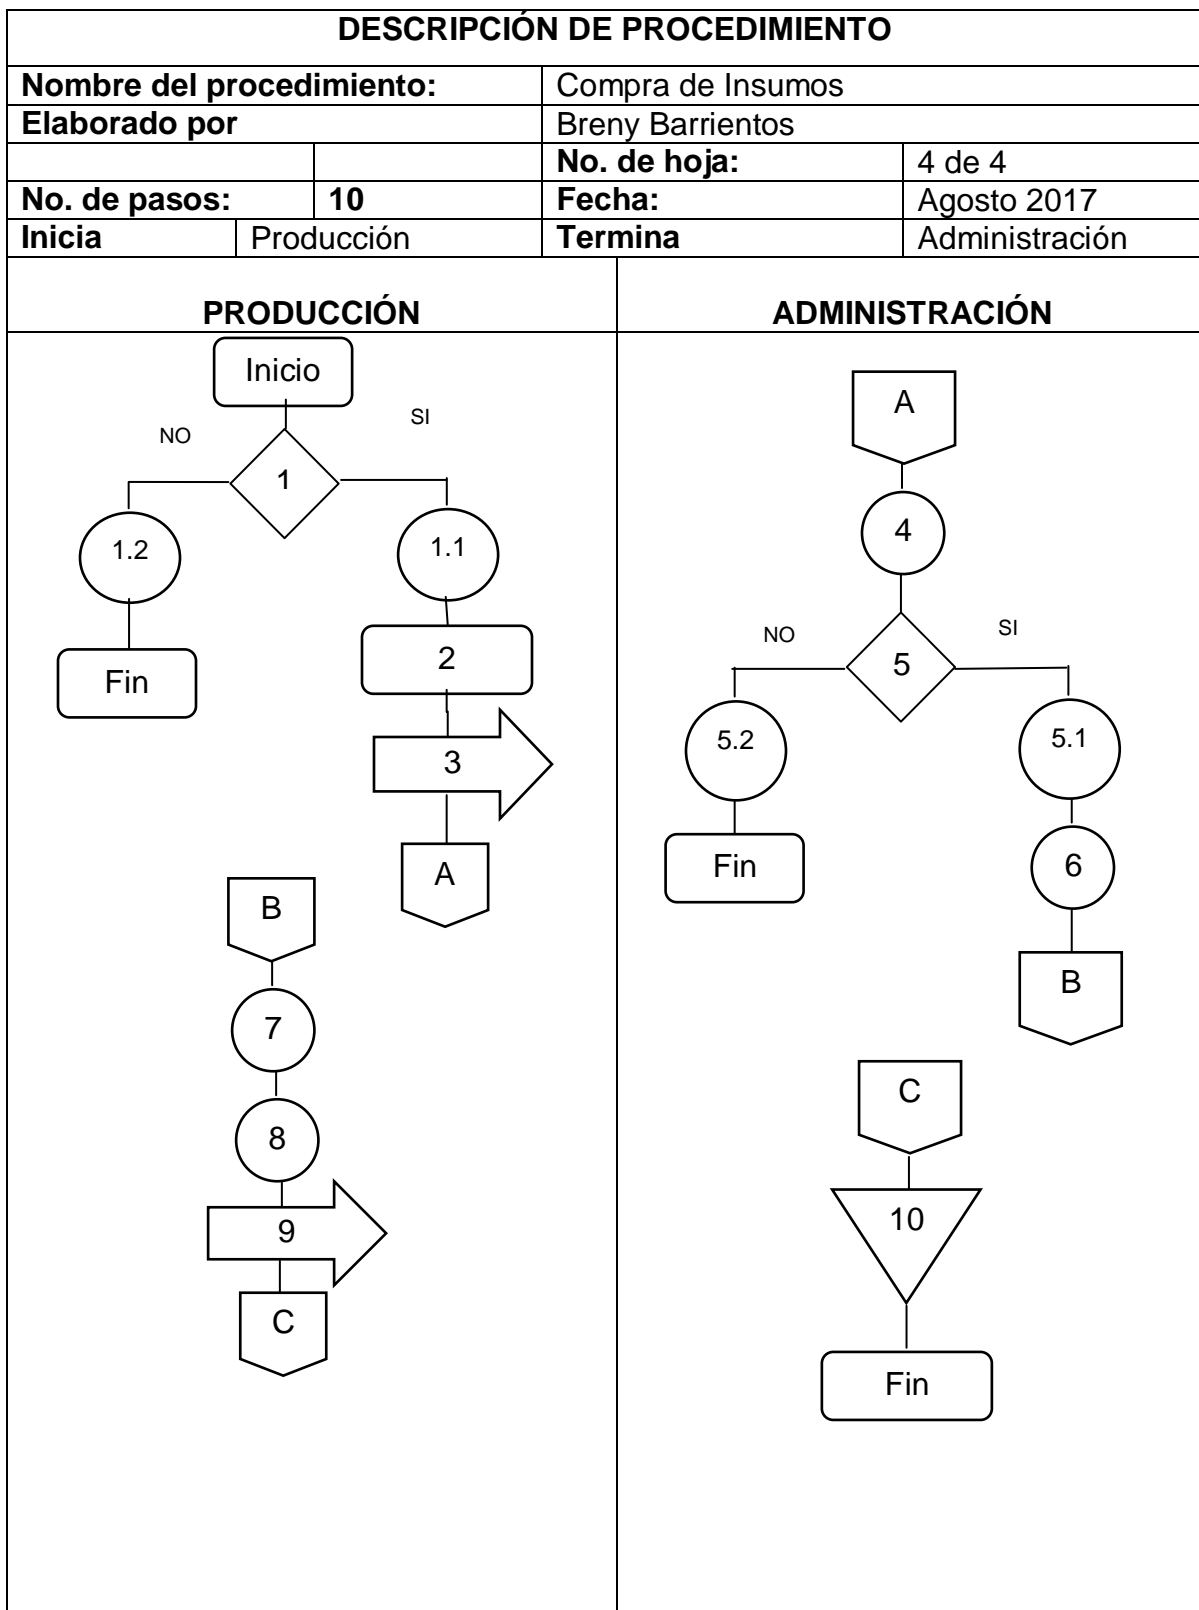 DESCRIPCIÓN DE PROCEDIMIENTO
Nombre del procedimiento: Compra de Insumos
Elaborado por Breny Barrientos
No. de hoja: 4 de 4
No. de pasos: 10 Fecha: Agosto 2017
Inicia Producción Termina Administración
PRODUCCIÓN
Inicio
NO
SI
1
1.2
1.1
Fin
2
3
A
B
7
8
9
C
ADMINISTRACIÓN
A
4
NO
SI
5
5.2
5.1
Fin
6
B
C
10
Fin